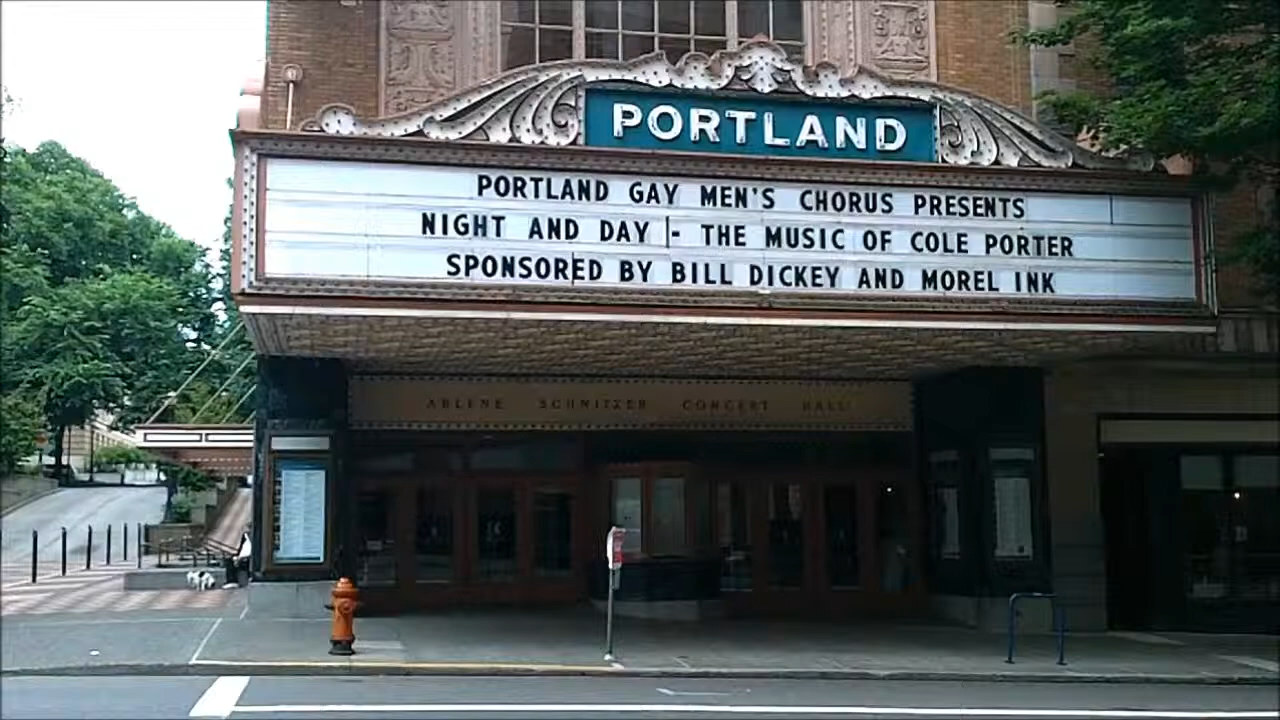 PORTLAND
PORTLAND GAY MEN'S CHORUS PRESENTS
NIGHT AND DAY - THE MUSIC OF COLE PORTER
SPONSORED BY BILL DICKEY AND MOREL INK
ARLENE SCHNITZER CONCERT HALL